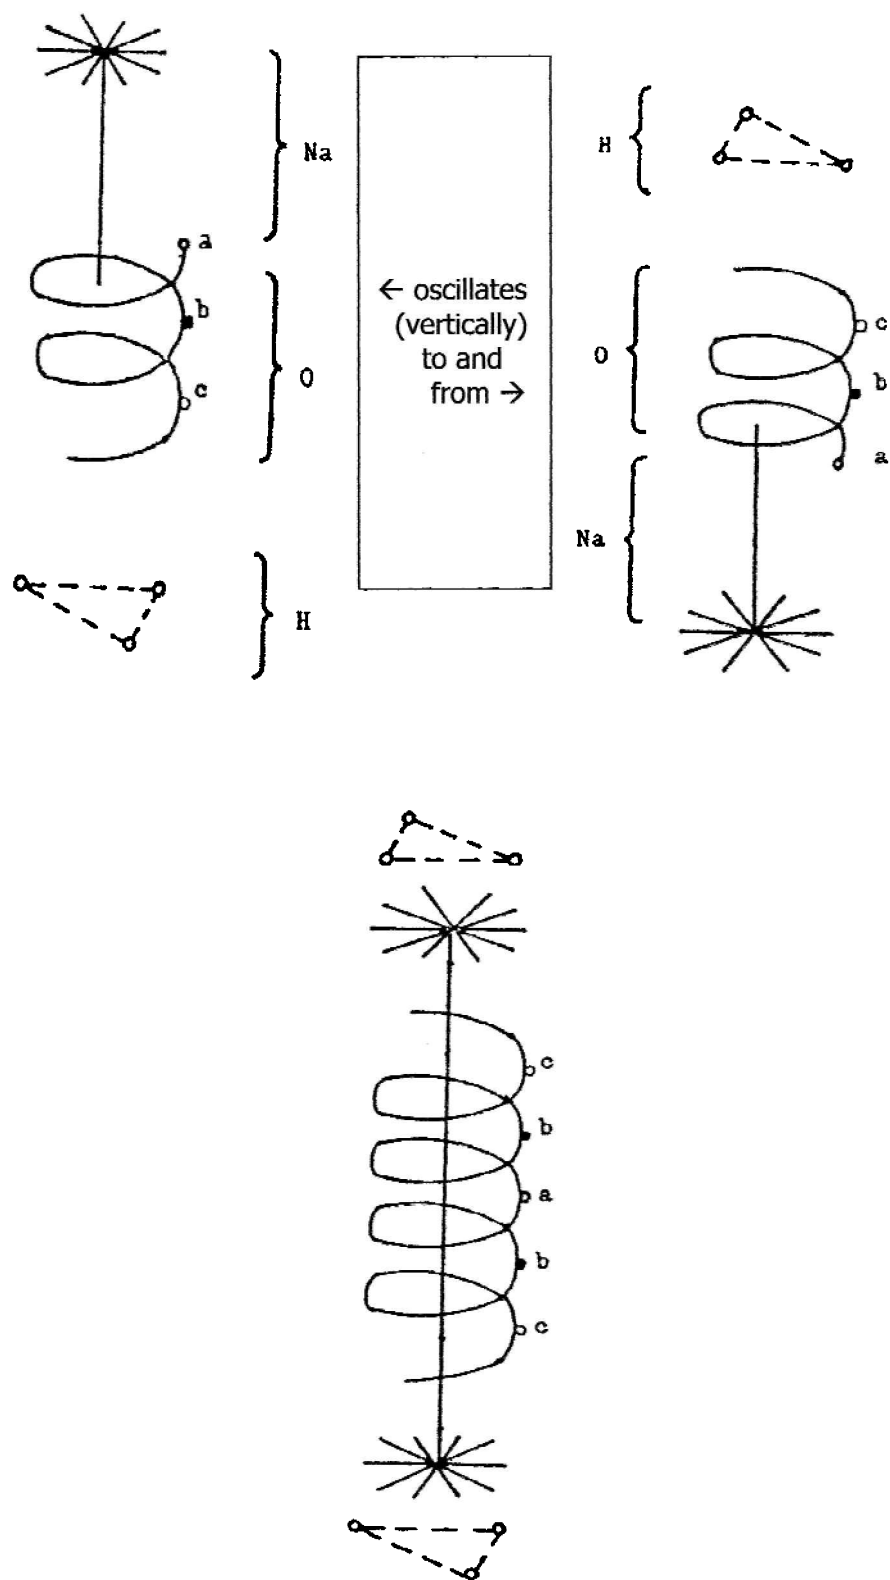 Na
a
b
O
c
H
← oscillates
(vertically)
to and
from →
H
c
O
b
a
Na
c
b
a
b
c